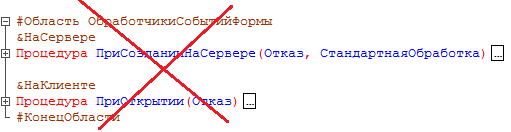 #Область ОбработчикиСобытийФормы
&НаСервере
Процедура ПриСозданииНаСервере(Отказ, СтандартнаяОбработка) ...
&НаКлиенте
Процедура ПриОткрытии(Отказ) ...
#КонецОбласти